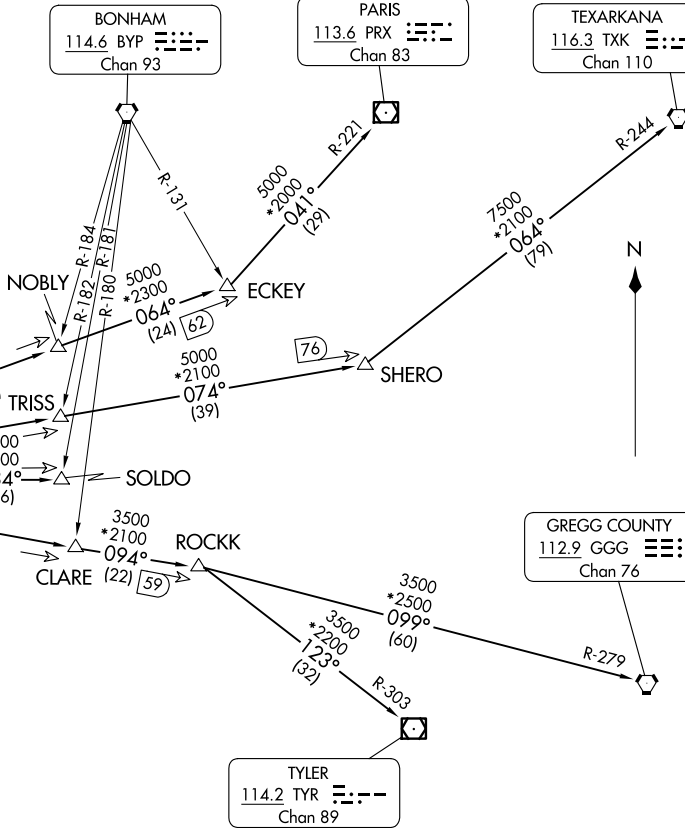 BONHAM
114.6 BYP
Chan 93
PARIS
113.6 PRX
Chan 83
TEXARKANA
116.3 TXK
Chan 110
R-131
R-184
R-182
R-181
R-180
R-221
5000
*2000
041°
(29)
R-244
7500
*2100
064°
(79)
N
NOBLY
5000
*2300
064°
(24)
62
ECKEY
TRISS
5000
*2100
074°
(39)
76
SHERO
00
00
4°
6)
SOLDO
CLARE
3500
*2100
094°
(22)
59
ROCKK
3500
*2500
099°
(60)
R-279
GREGG COUNTY
112.9 GGG
Chan 76
3500
*2200
123°
(32)
R-303
TYLER
114.2 TYR
Chan 89